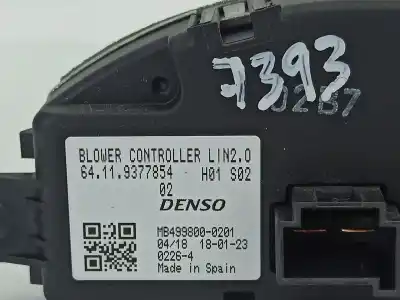 7393
0287
BLOWER CONTROLLER LIN2.0
64.11.9377854 H01 S02
02
DENSO
MB499800-0201
04/18 18-01-23
0226-4
Made in Spain